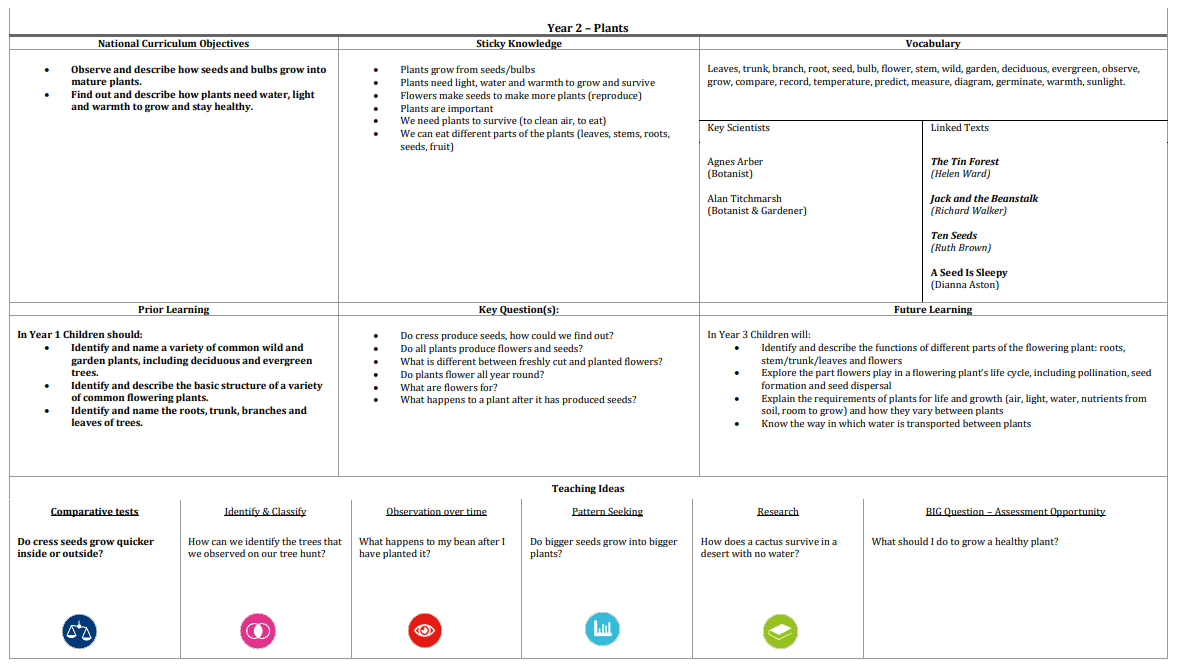 Year 2 – Plants
National Curriculum Objectives
• Observe and describe how seeds and bulbs grow into
mature plants.
• Find out and describe how plants need water, light
and warmth to grow and stay healthy.
Sticky Knowledge
• Plants grow from seeds/bulbs
• Plants need light, water and warmth to grow and survive
• Flowers make seeds to make more plants (reproduce)
• Plants are important
• We need plants to survive (to clean air, to eat)
• We can eat different parts of the plants (leaves, stems, roots,
seeds, fruit)
Vocabulary
Leaves, trunk, branch, root, seed, bulb, flower, stem, wild, garden, deciduous, evergreen, observe,
grow, compare, record, temperature, predict, measure, diagram, germinate, warmth, sunlight.
Key Scientists
Agnes Arber
(Botanist)
Alan Titchmarsh
(Botanist & Gardener)
Linked Texts
The Tin Forest
(Helen Ward)
Jack and the Beanstalk
(Richard Walker)
Ten Seeds
(Ruth Brown)
A Seed Is Sleepy
(Dianna Aston)
Prior Learning
In Year 1 Children should:
• Identify and name a variety of common wild and
garden plants, including deciduous and evergreen
trees.
• Identify and describe the basic structure of a variety
of common flowering plants.
• Identify and name the roots, trunk, branches and
leaves of trees.
Key Question(s):
• Do cress produce seeds, how could we find out?
• Do all plants produce flowers and seeds?
• What is different between freshly cut and planted flowers?
• Do plants flower all year round?
• What are flowers for?
• What happens to a plant after it has produced seeds?
Future Learning
In Year 3 Children will:
• Identify and describe the functions of different parts of the flowering plant: roots,
stem/trunk/leaves and flowers
• Explore the part flowers play in a flowering plant's life cycle, including pollination, seed
formation and seed dispersal
• Explain the requirements of plants for life and growth (air, light, water, nutrients from
soil, room to grow) and how they vary between plants
• Know the way in which water is transported between plants
Teaching Ideas
Comparative tests
Do cress seeds grow quicker
inside or outside?
Identify & Classify
How can we identify the trees that
we observed on our tree hunt?
Observation over time
What happens to my bean after I
have planted it?
Pattern Seeking
Do bigger seeds grow into bigger
plants?
Research
How does a cactus survive in a
desert with no water?
BIG Question – Assessment Opportunity
What should I do to grow a healthy plant?